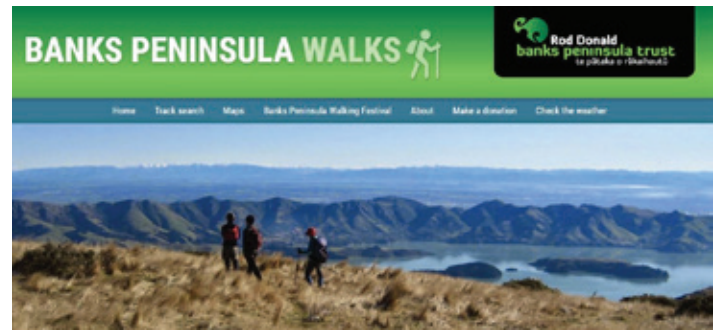 BANKS PENINSULA WALKS
Rod Donald
banks peninsula trust
te pātaka o rākaihautū
Home Track search Maps Banks Peninsula Walking Festival About Make a donation Check the weather